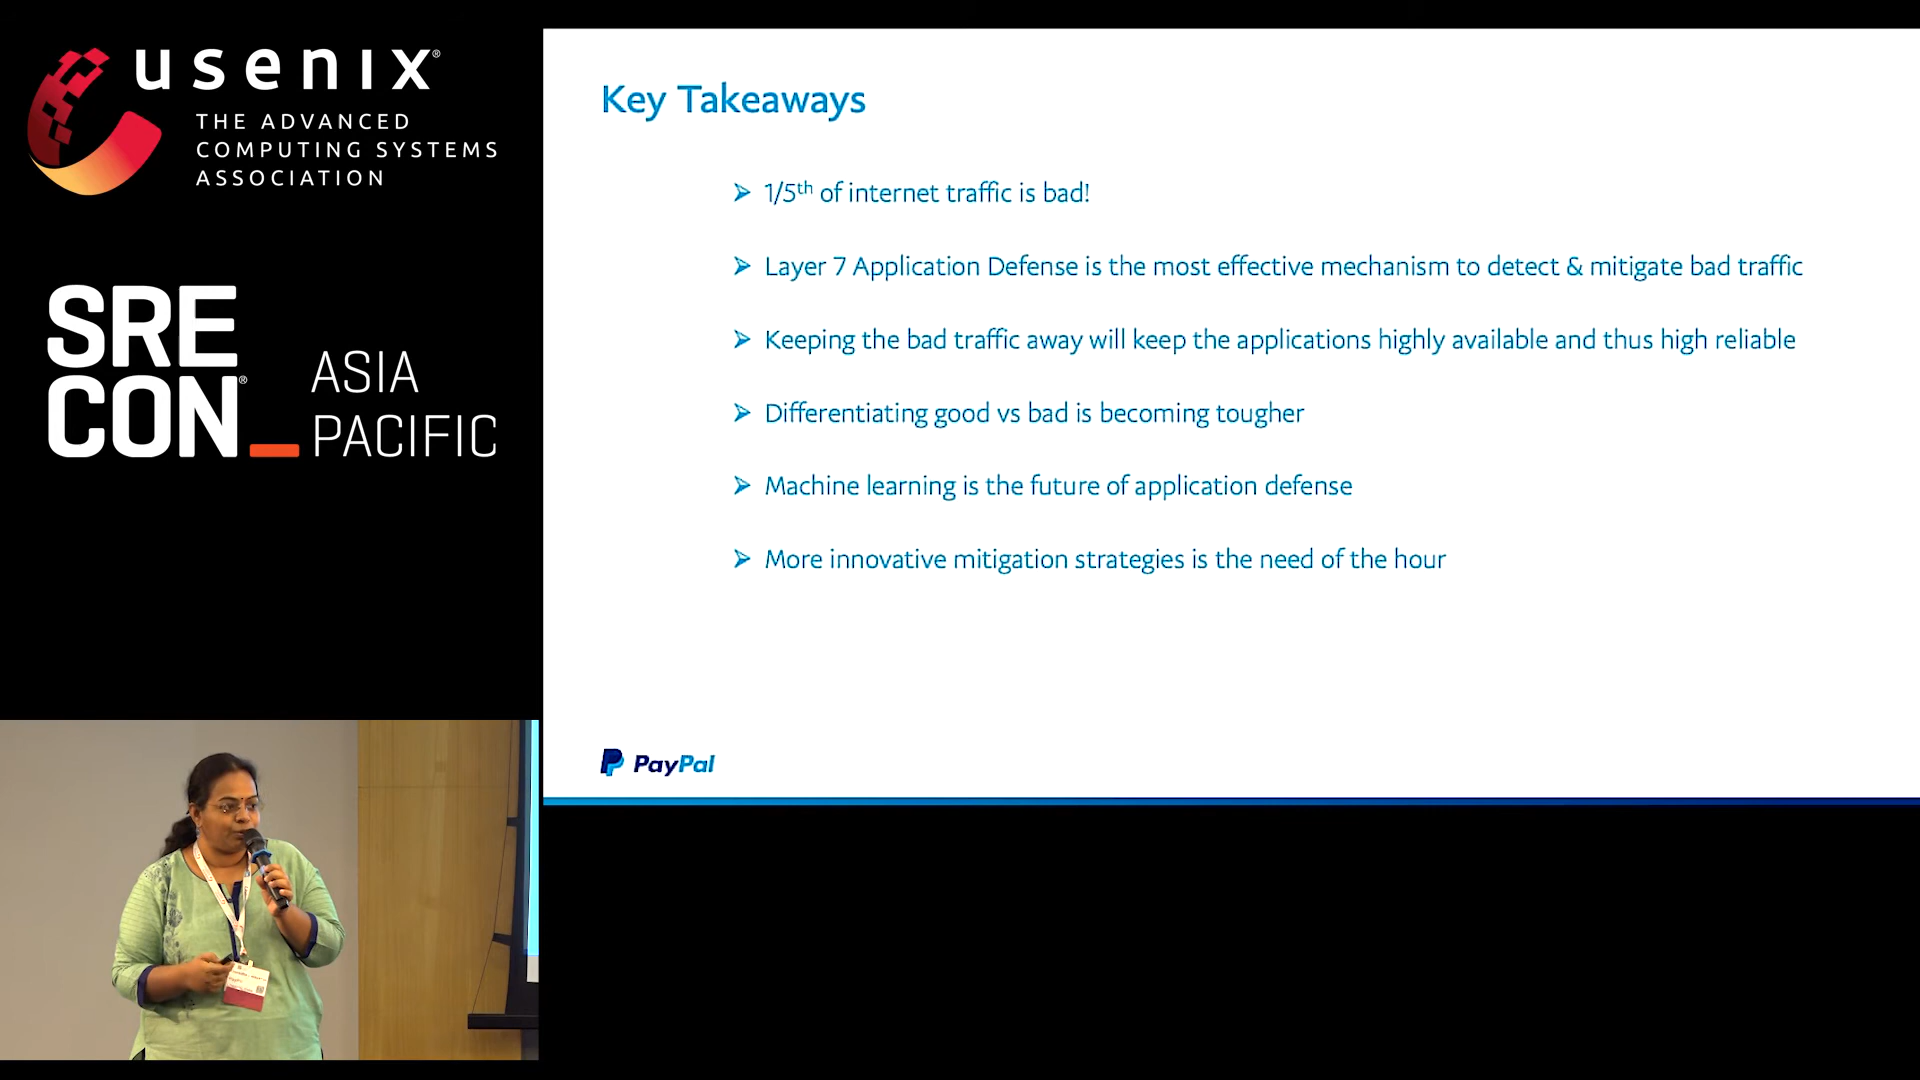 usenix®
THE ADVANCED
COMPUTING SYSTEMS
ASSOCIATION
SRE
CON®
ASIA
PACIFIC
Key Takeaways
➢ 1/5th of internet traffic is bad!
➢ Layer 7 Application Defense is the most effective mechanism to detect & mitigate bad traffic
➢ Keeping the bad traffic away will keep the applications highly available and thus high reliable
➢ Differentiating good vs bad is becoming tougher
➢ Machine learning is the future of application defense
➢ More innovative mitigation strategies is the need of the hour
PayPal